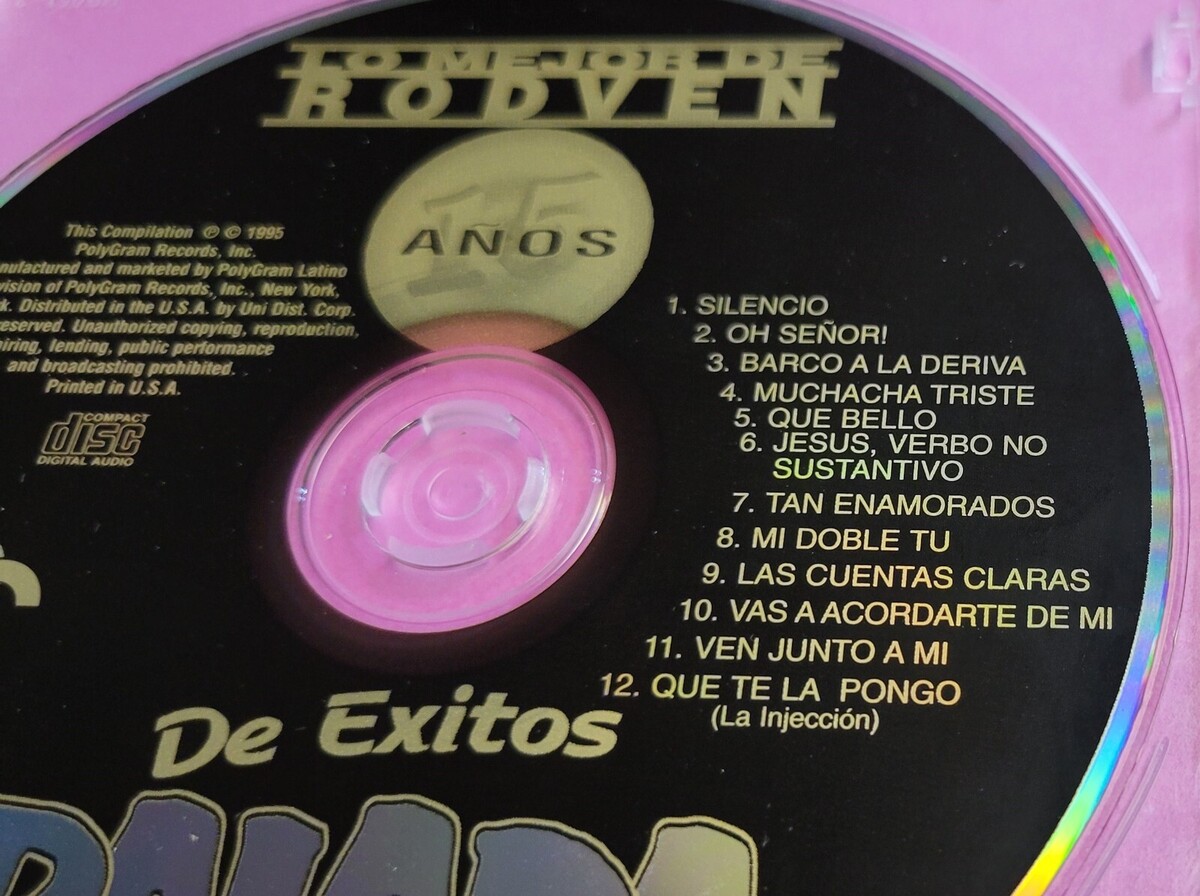 LO MEJOR DE
RODVEN
15
AÑOS
This Compilation ℗ © 1995
PolyGram Records, Inc.
and marketed by PolyGram Latino
of PolyGram Records, Inc., New York,
Distributed in the U.S.A. by Uni Dist. Corp.
reserved. Unauthorized copying, reproduction,
lending, public performance
and broadcasting prohibited.
Printed in U.S.A.
COMPACT
disc
DIGITAL AUDIO
1. SILENCIO
2. OH SEÑOR!
3. BARCO A LA DERIVA
4. MUCHACHA TRISTE
5. QUE BELLO
6. JESUS, VERBO NO
SUSTANTIVO
7. TAN ENAMORADOS
8. MI DOBLE TU
9. LAS CUENTAS CLARAS
10. VAS A ACORDARTE DE MI
11. VEN JUNTO A MI
12. QUE TE LA PONGO
(La Injección)
De Exitos